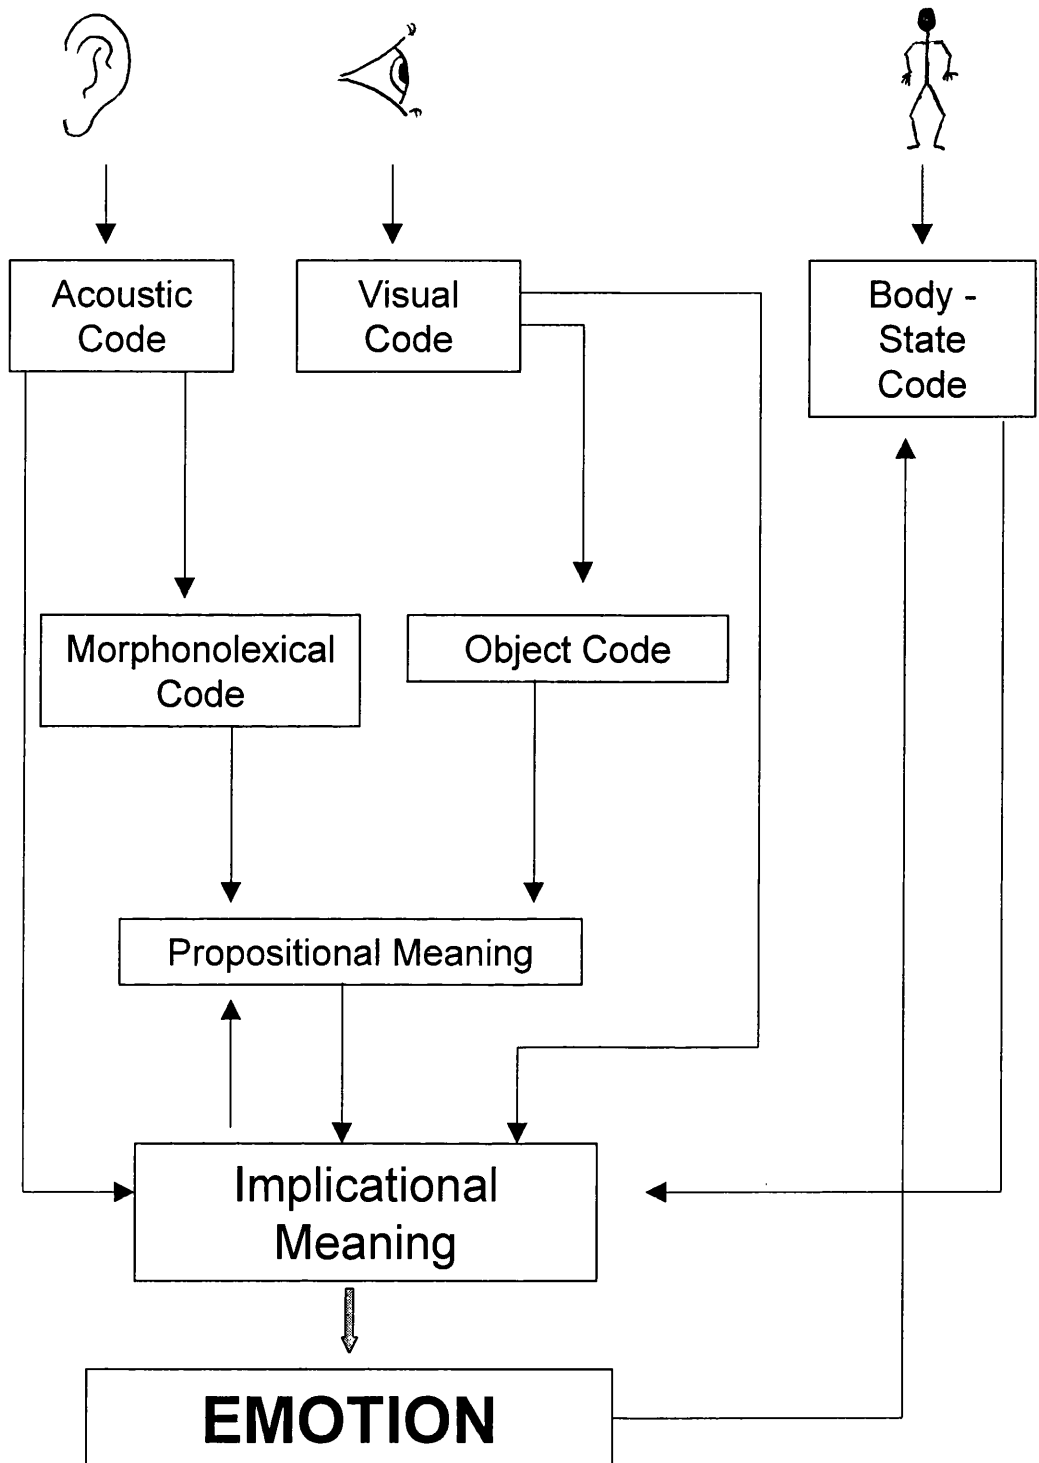 Acoustic
Code
Visual
Code
Body -
State
Code
Morphonolexical
Code
Object Code
Propositional Meaning
Implicational
Meaning
EMOTION